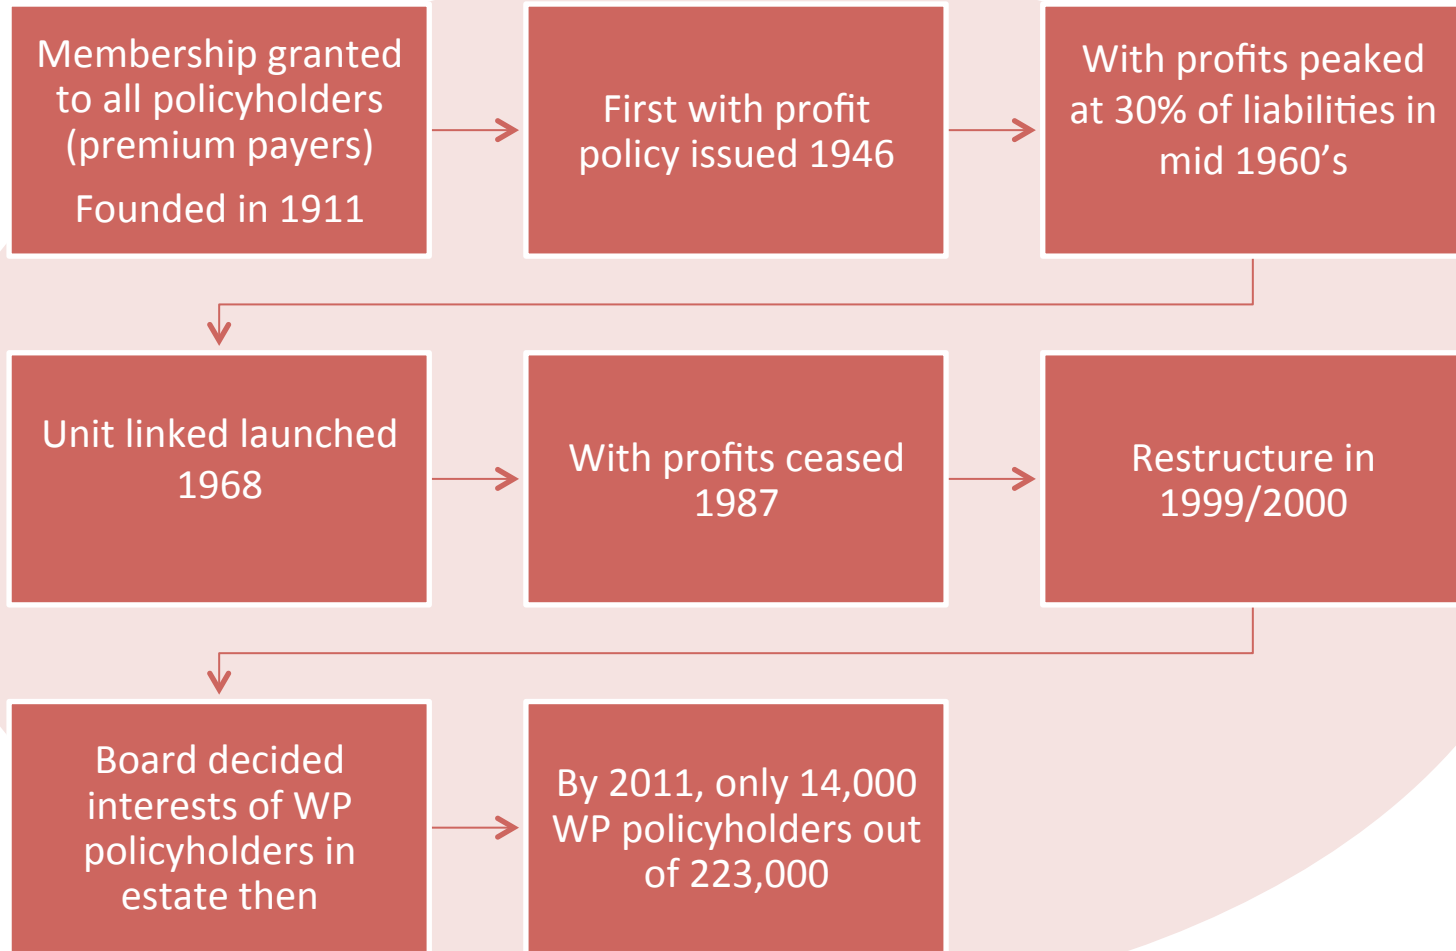 Membership granted
to all policyholders
(premium payers)
Founded in 1911
First with profit
policy issued 1946
With profits peaked
at 30% of liabilities in
mid 1960’s
Unit linked launched
1968
With profits ceased
1987
Restructure in
1999/2000
Board decided
interests of WP
policyholders in
estate then
By 2011, only 14,000
WP policyholders out
of 223,000